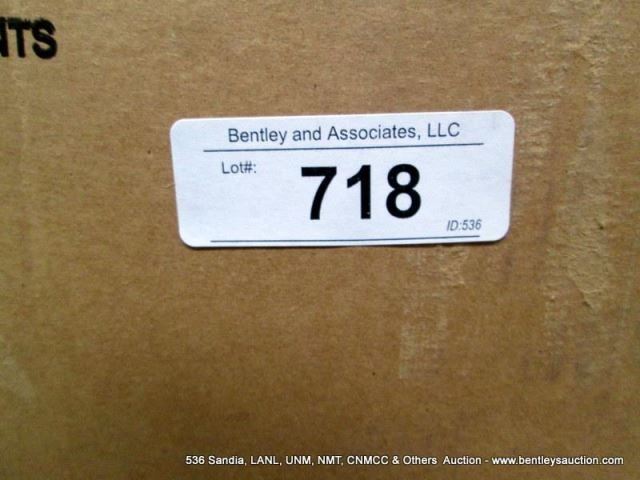 Bentley and Associates, LLC
Lot#:
718
ID:536
536 Sandia, LANL, UNM, NMT, CNMCC & Others Auction - www.bentleysauction.com